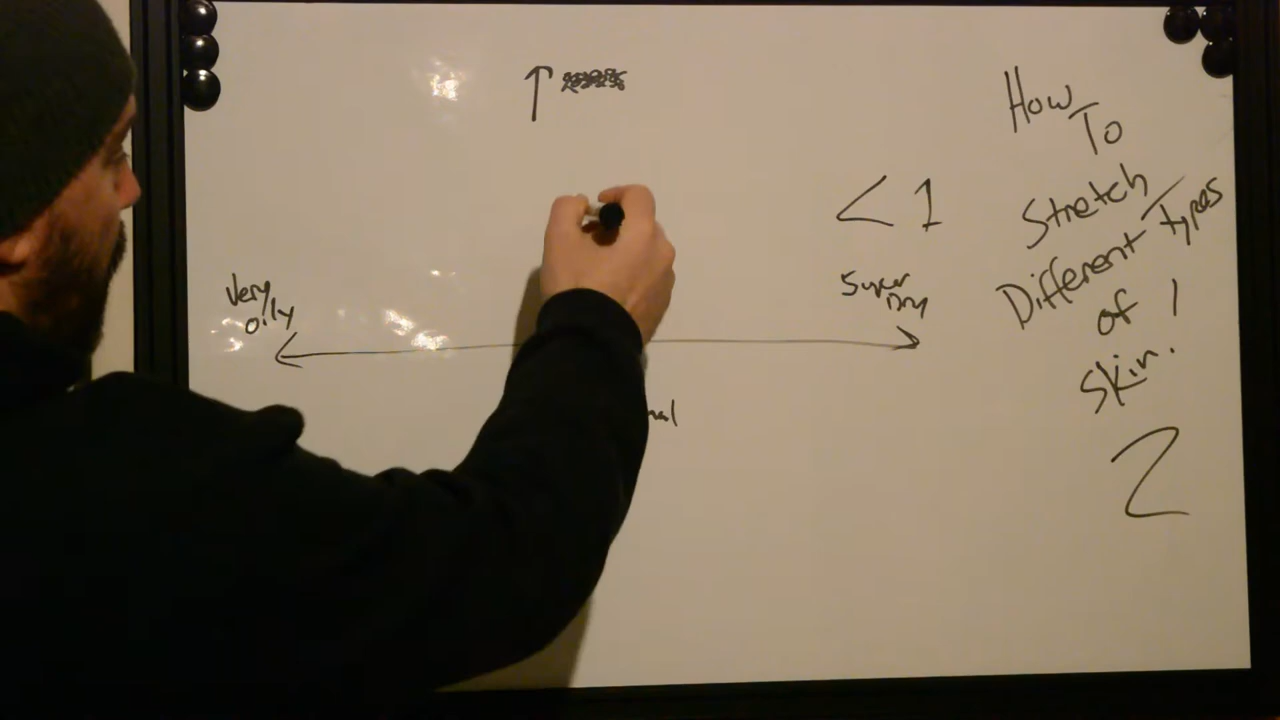 How
To
Stretch
Different Types
of
Skin.
2
< 1
Very
oily
Super
Dry